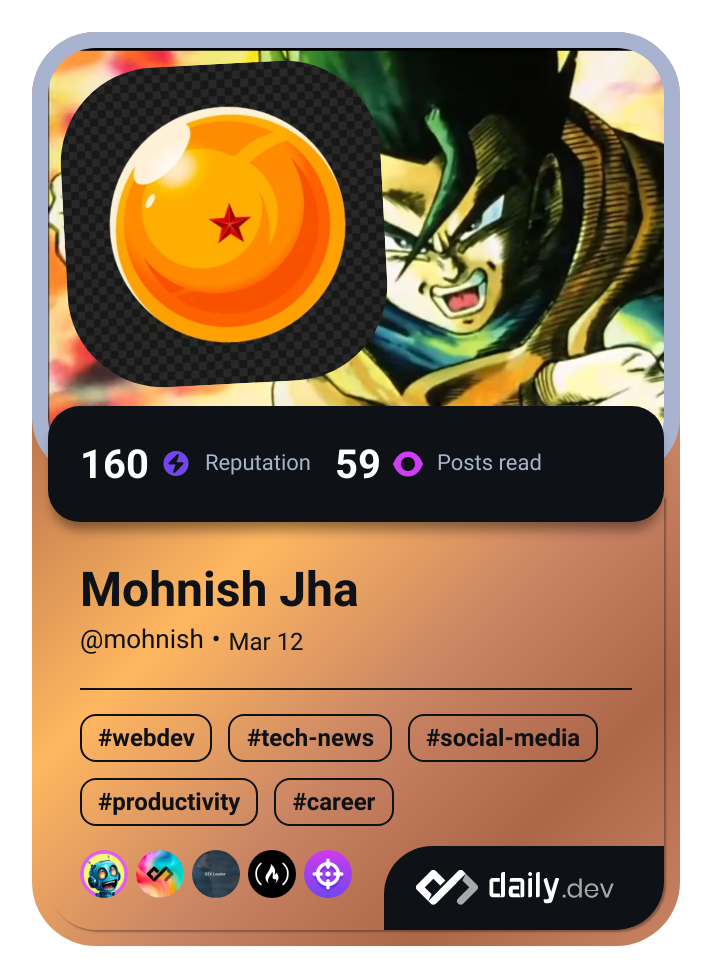 160 Reputation 59 Posts read
Mohnish Jha
@mohnish • Mar 12
#webdev #tech-news #social-media
#productivity #career
daily.dev